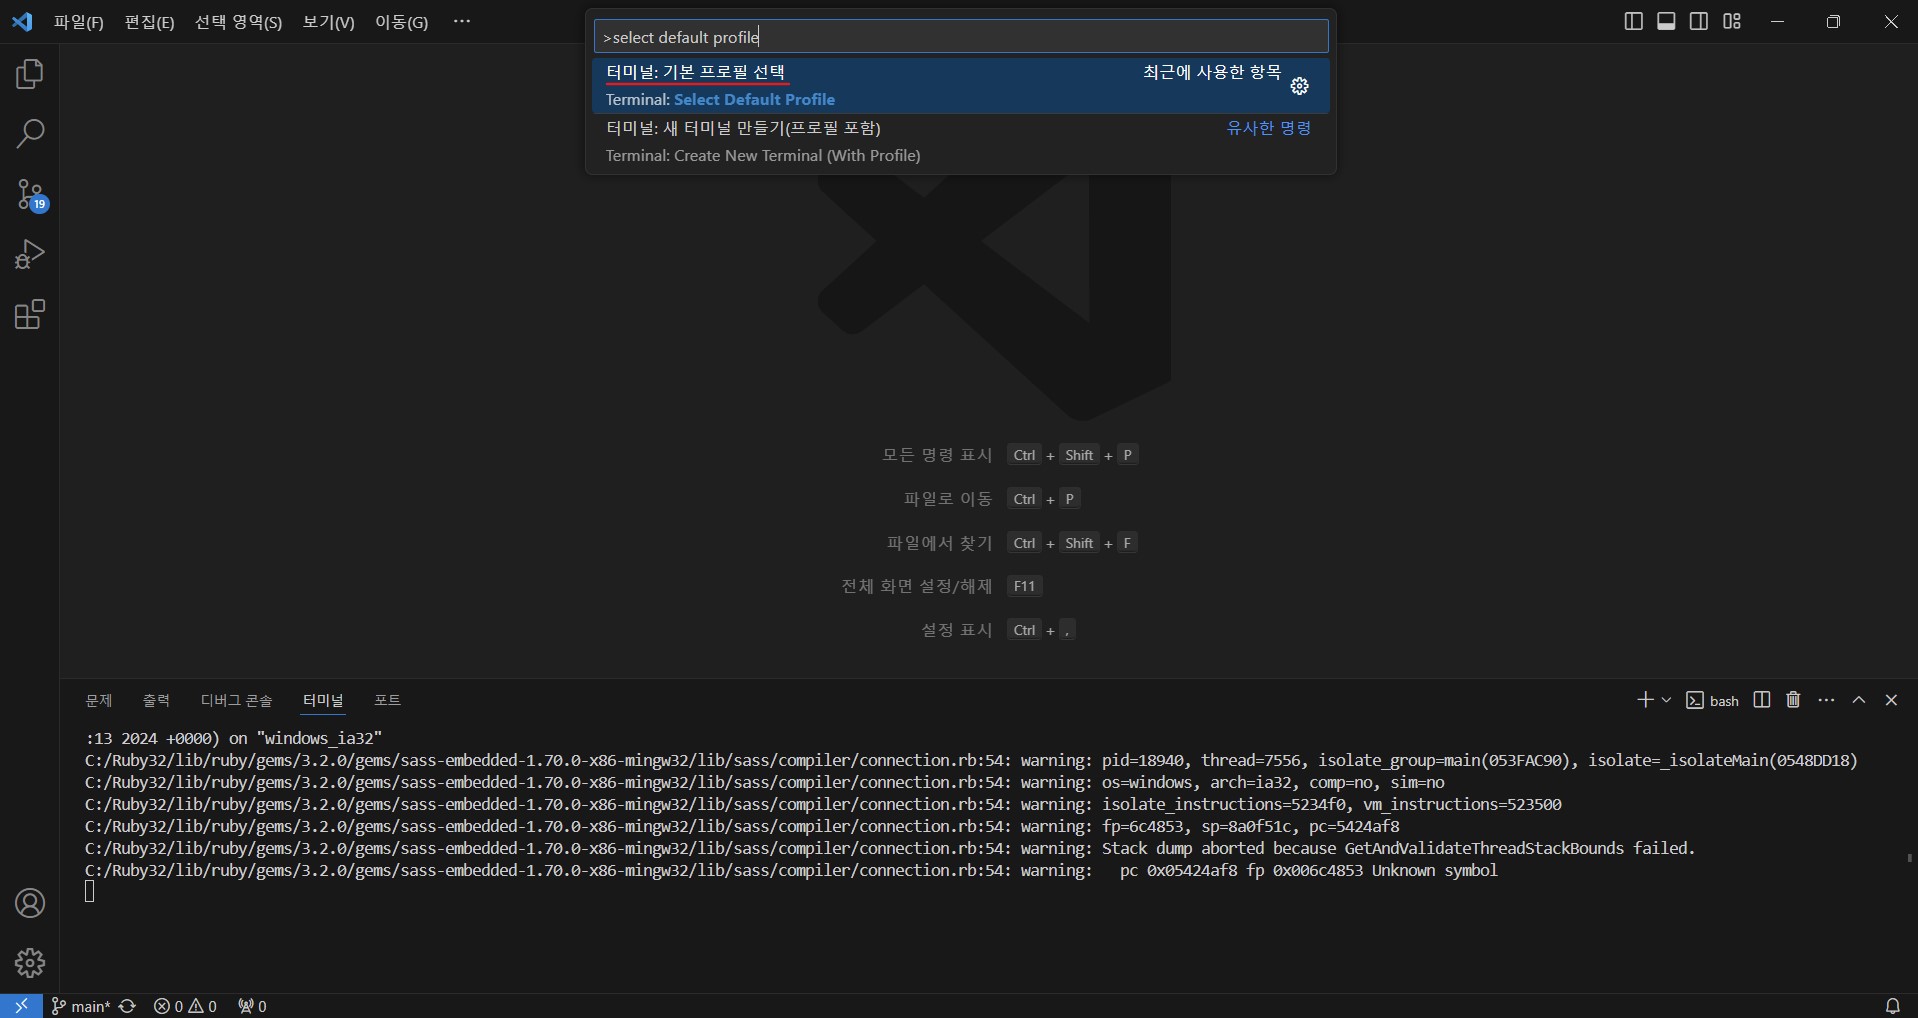 파일(F) 편집(E) 선택 영역(S) 보기(V) 이동(G) ···
>select default profile
터미널: 기본 프로필 선택 최근에 사용한 항목
Terminal: Select Default Profile
터미널: 새 터미널 만들기(프로필 포함) 유사한 명령
Terminal: Create New Terminal (With Profile)
19
모든 명령 표시 Ctrl + Shift + P
파일로 이동 Ctrl + P
파일에서 찾기 Ctrl + Shift + F
전체 화면 설정/해제 F11
설정 표시 Ctrl + ,
문제 출력 디버그 콘솔 터미널 포트 bash ···
:13 2024 +0000) on "windows_ia32"
C:/Ruby32/lib/ruby/gems/3.2.0/gems/sass-embedded-1.70.0-x86-mingw32/lib/sass/compiler/connection.rb:54: warning: pid=18940, thread=7556, isolate_group=main(053FAC90), isolate=_isolateMain(0548DD18)
C:/Ruby32/lib/ruby/gems/3.2.0/gems/sass-embedded-1.70.0-x86-mingw32/lib/sass/compiler/connection.rb:54: warning: os=windows, arch=ia32, comp=no, sim=no
C:/Ruby32/lib/ruby/gems/3.2.0/gems/sass-embedded-1.70.0-x86-mingw32/lib/sass/compiler/connection.rb:54: warning: isolate_instructions=5234f0, vm_instructions=523500
C:/Ruby32/lib/ruby/gems/3.2.0/gems/sass-embedded-1.70.0-x86-mingw32/lib/sass/compiler/connection.rb:54: warning: fp=6c4853, sp=8a0f51c, pc=5424af8
C:/Ruby32/lib/ruby/gems/3.2.0/gems/sass-embedded-1.70.0-x86-mingw32/lib/sass/compiler/connection.rb:54: warning: Stack dump aborted because GetAndValidateThreadStackBounds failed.
C:/Ruby32/lib/ruby/gems/3.2.0/gems/sass-embedded-1.70.0-x86-mingw32/lib/sass/compiler/connection.rb:54: warning:   pc 0x05424af8 fp 0x006c4853 Unknown symbol
main* 0 0 0